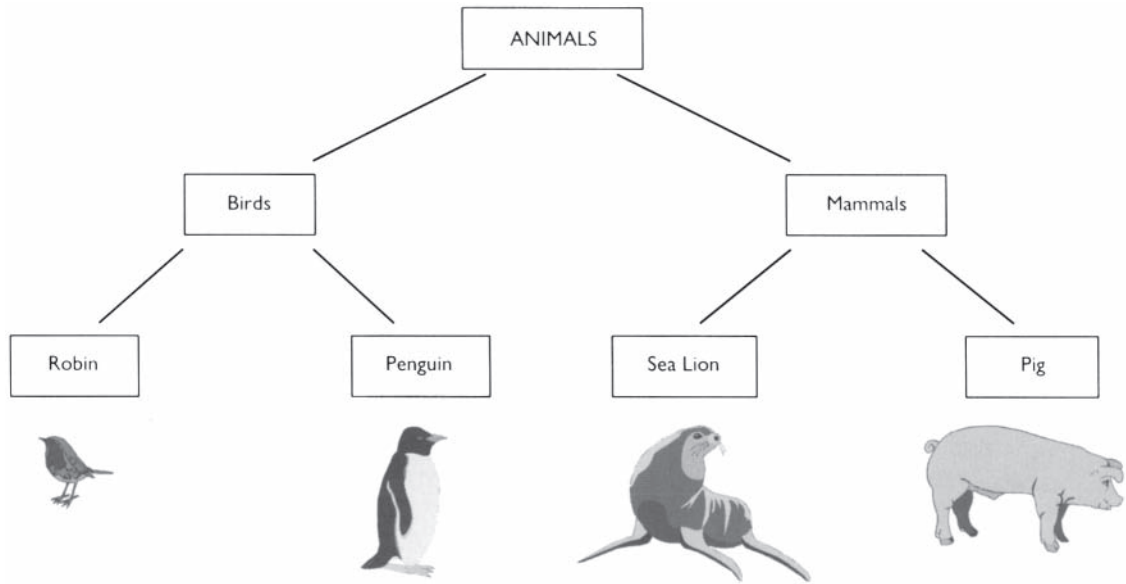 ANIMALS
Birds
Mammals
Robin
Penguin
Sea Lion
Pig